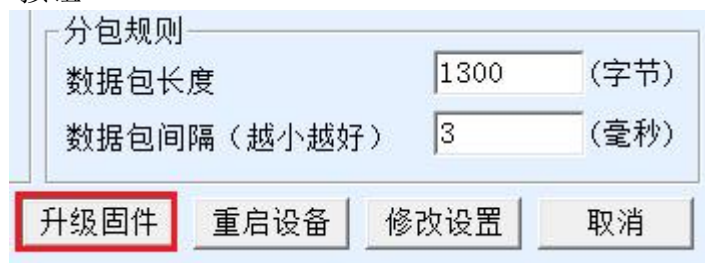 分包规则
数据包长度 1300 (字节)
数据包间隔（越小越好） 3 (毫秒)
升级固件 重启设备 修改设置 取消